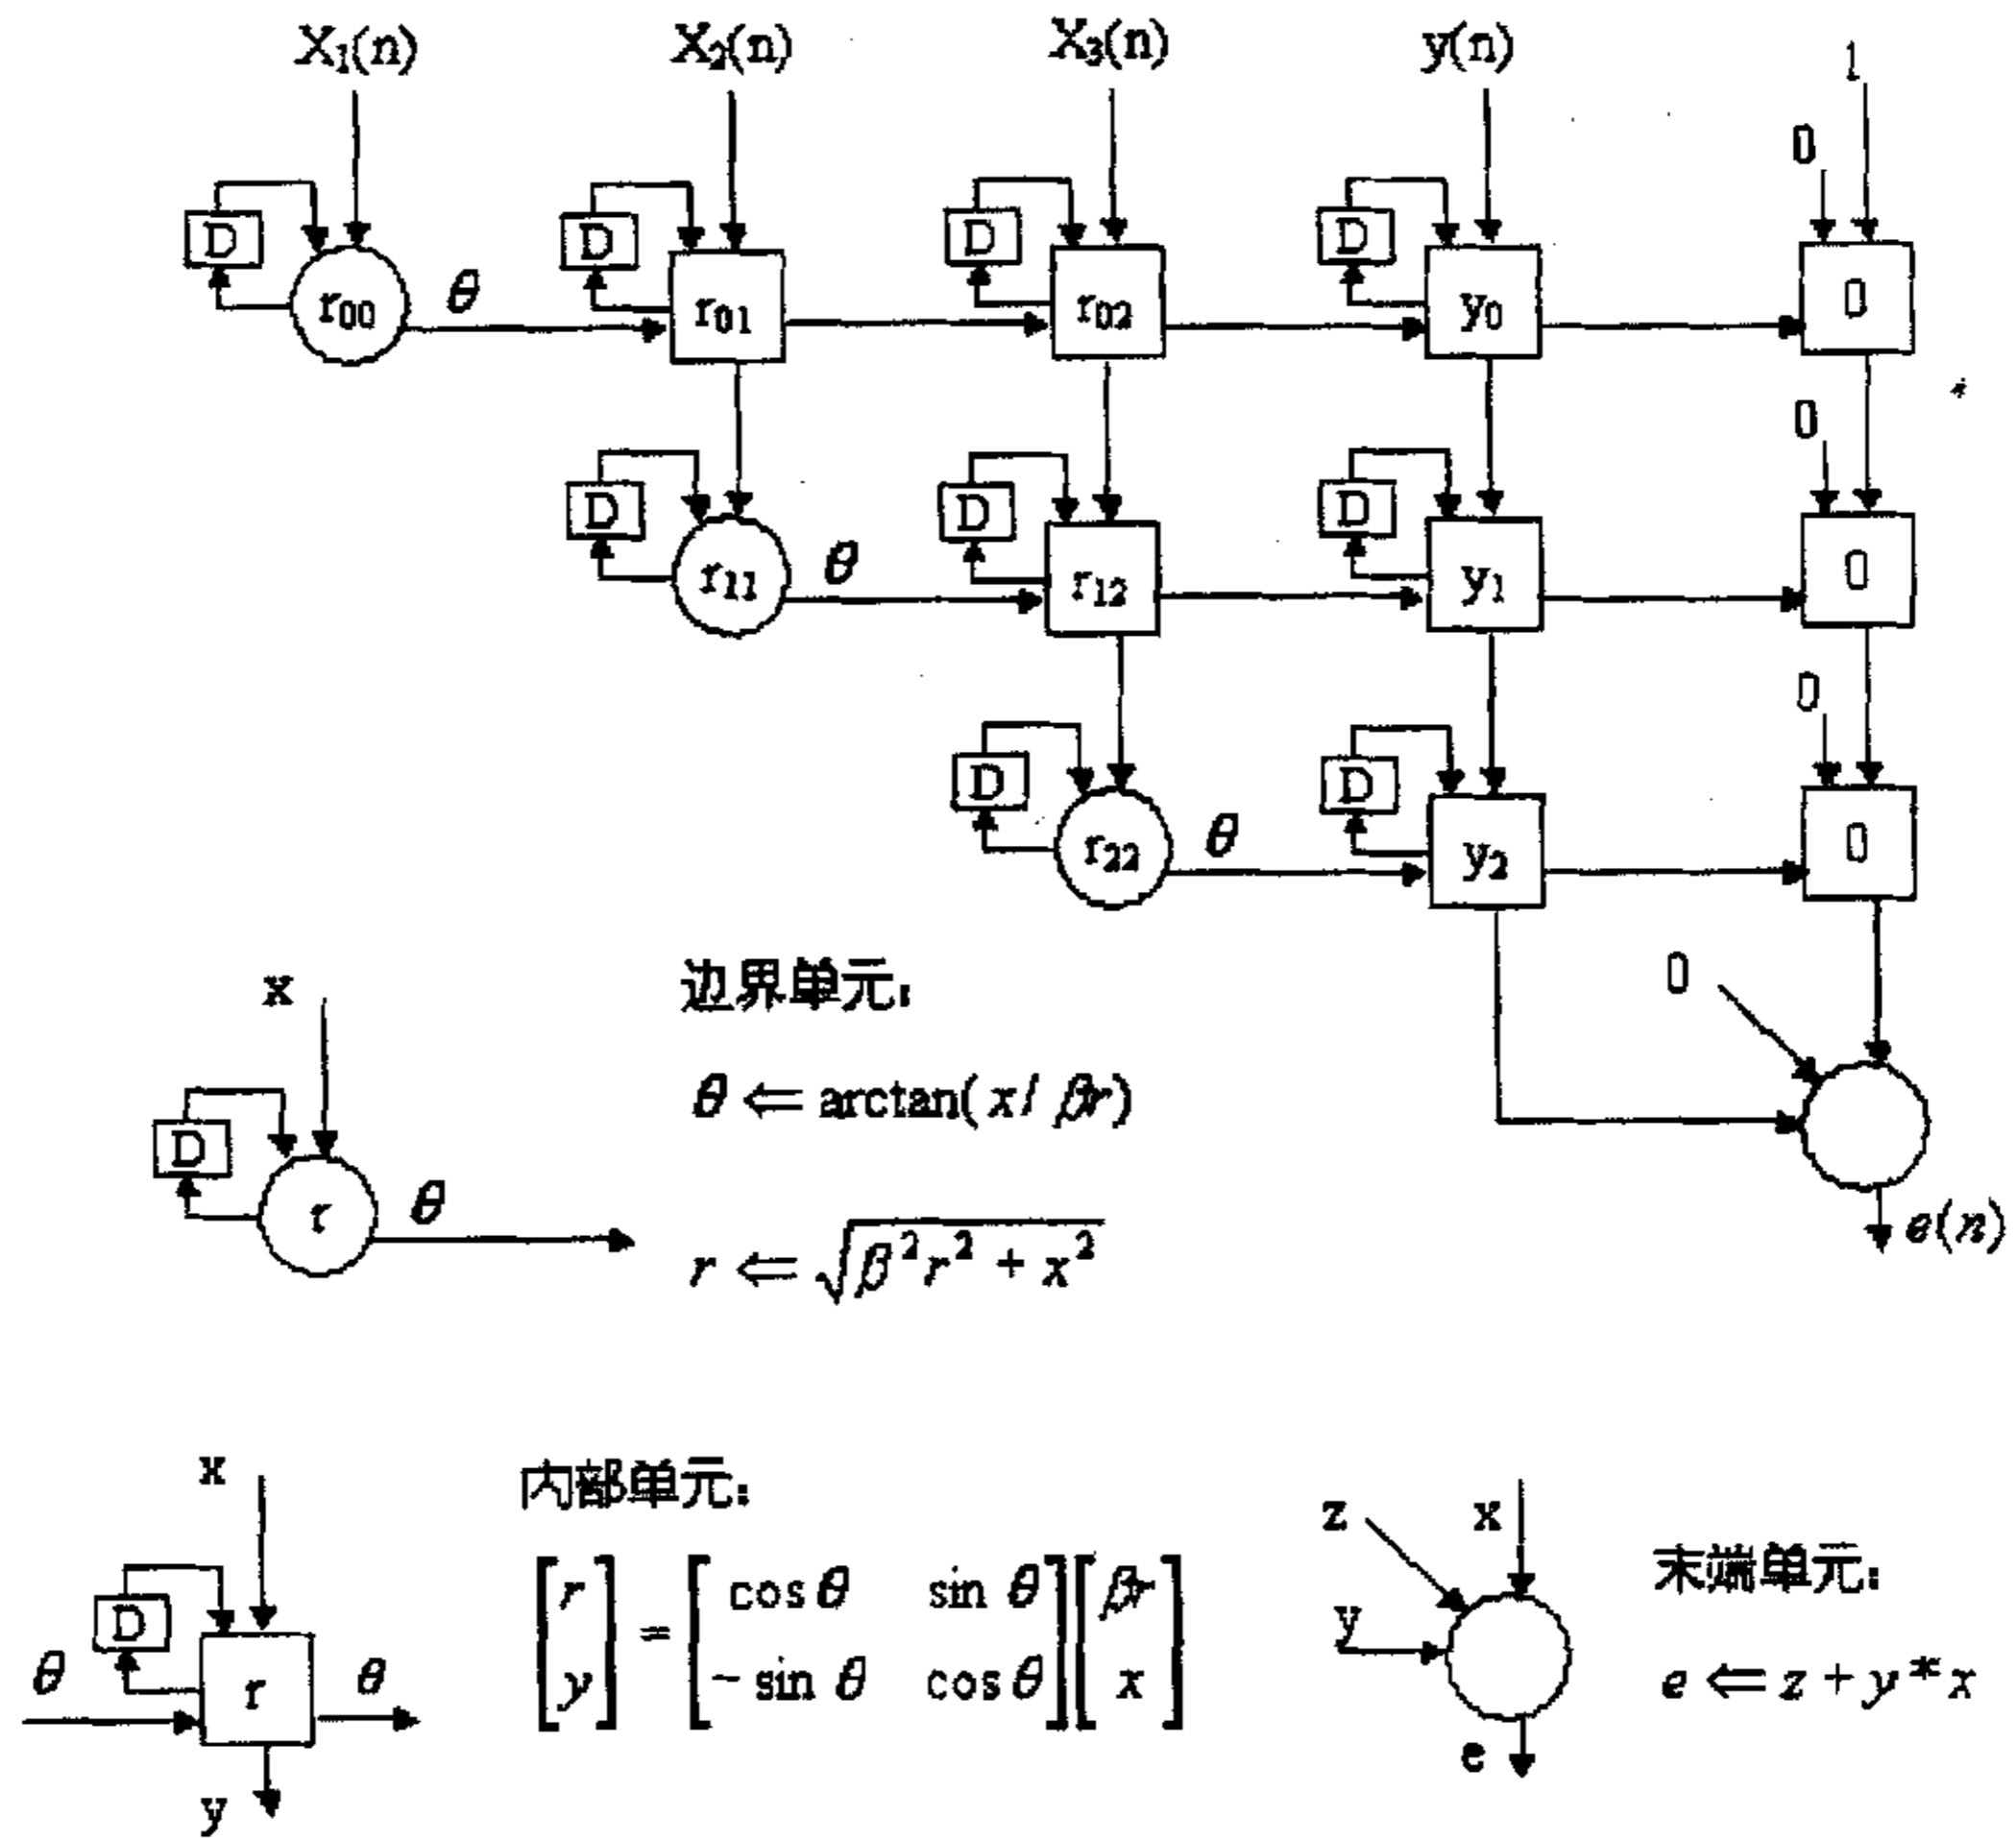 X₁(n) X₂(n) X₃(n) y(n) 1
0
D D D D
r₀₀ θ r₀₁ r₀₂ y₀ 0
0
D D D
r₁₁ θ r₁₂ y₁ 0
0
D D
r₂₂ θ y₂ 0
0
e(n)
x
D
r θ
边界单元:
θ ⇐ arctan( x / βr)
r ⇐ √(β²r² + x²)
x
D
θ r θ
y
内部单元:
[r] = [cos θ sin θ] [βr]
[y] [− sin θ cos θ] [x]
z x
y
e
末端单元:
e ⇐ z + y * x